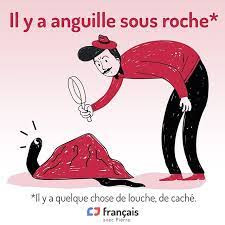 Il y a anguille sous roche*
*Il y a quelque chose de louche, de caché.
français
avec Pierre